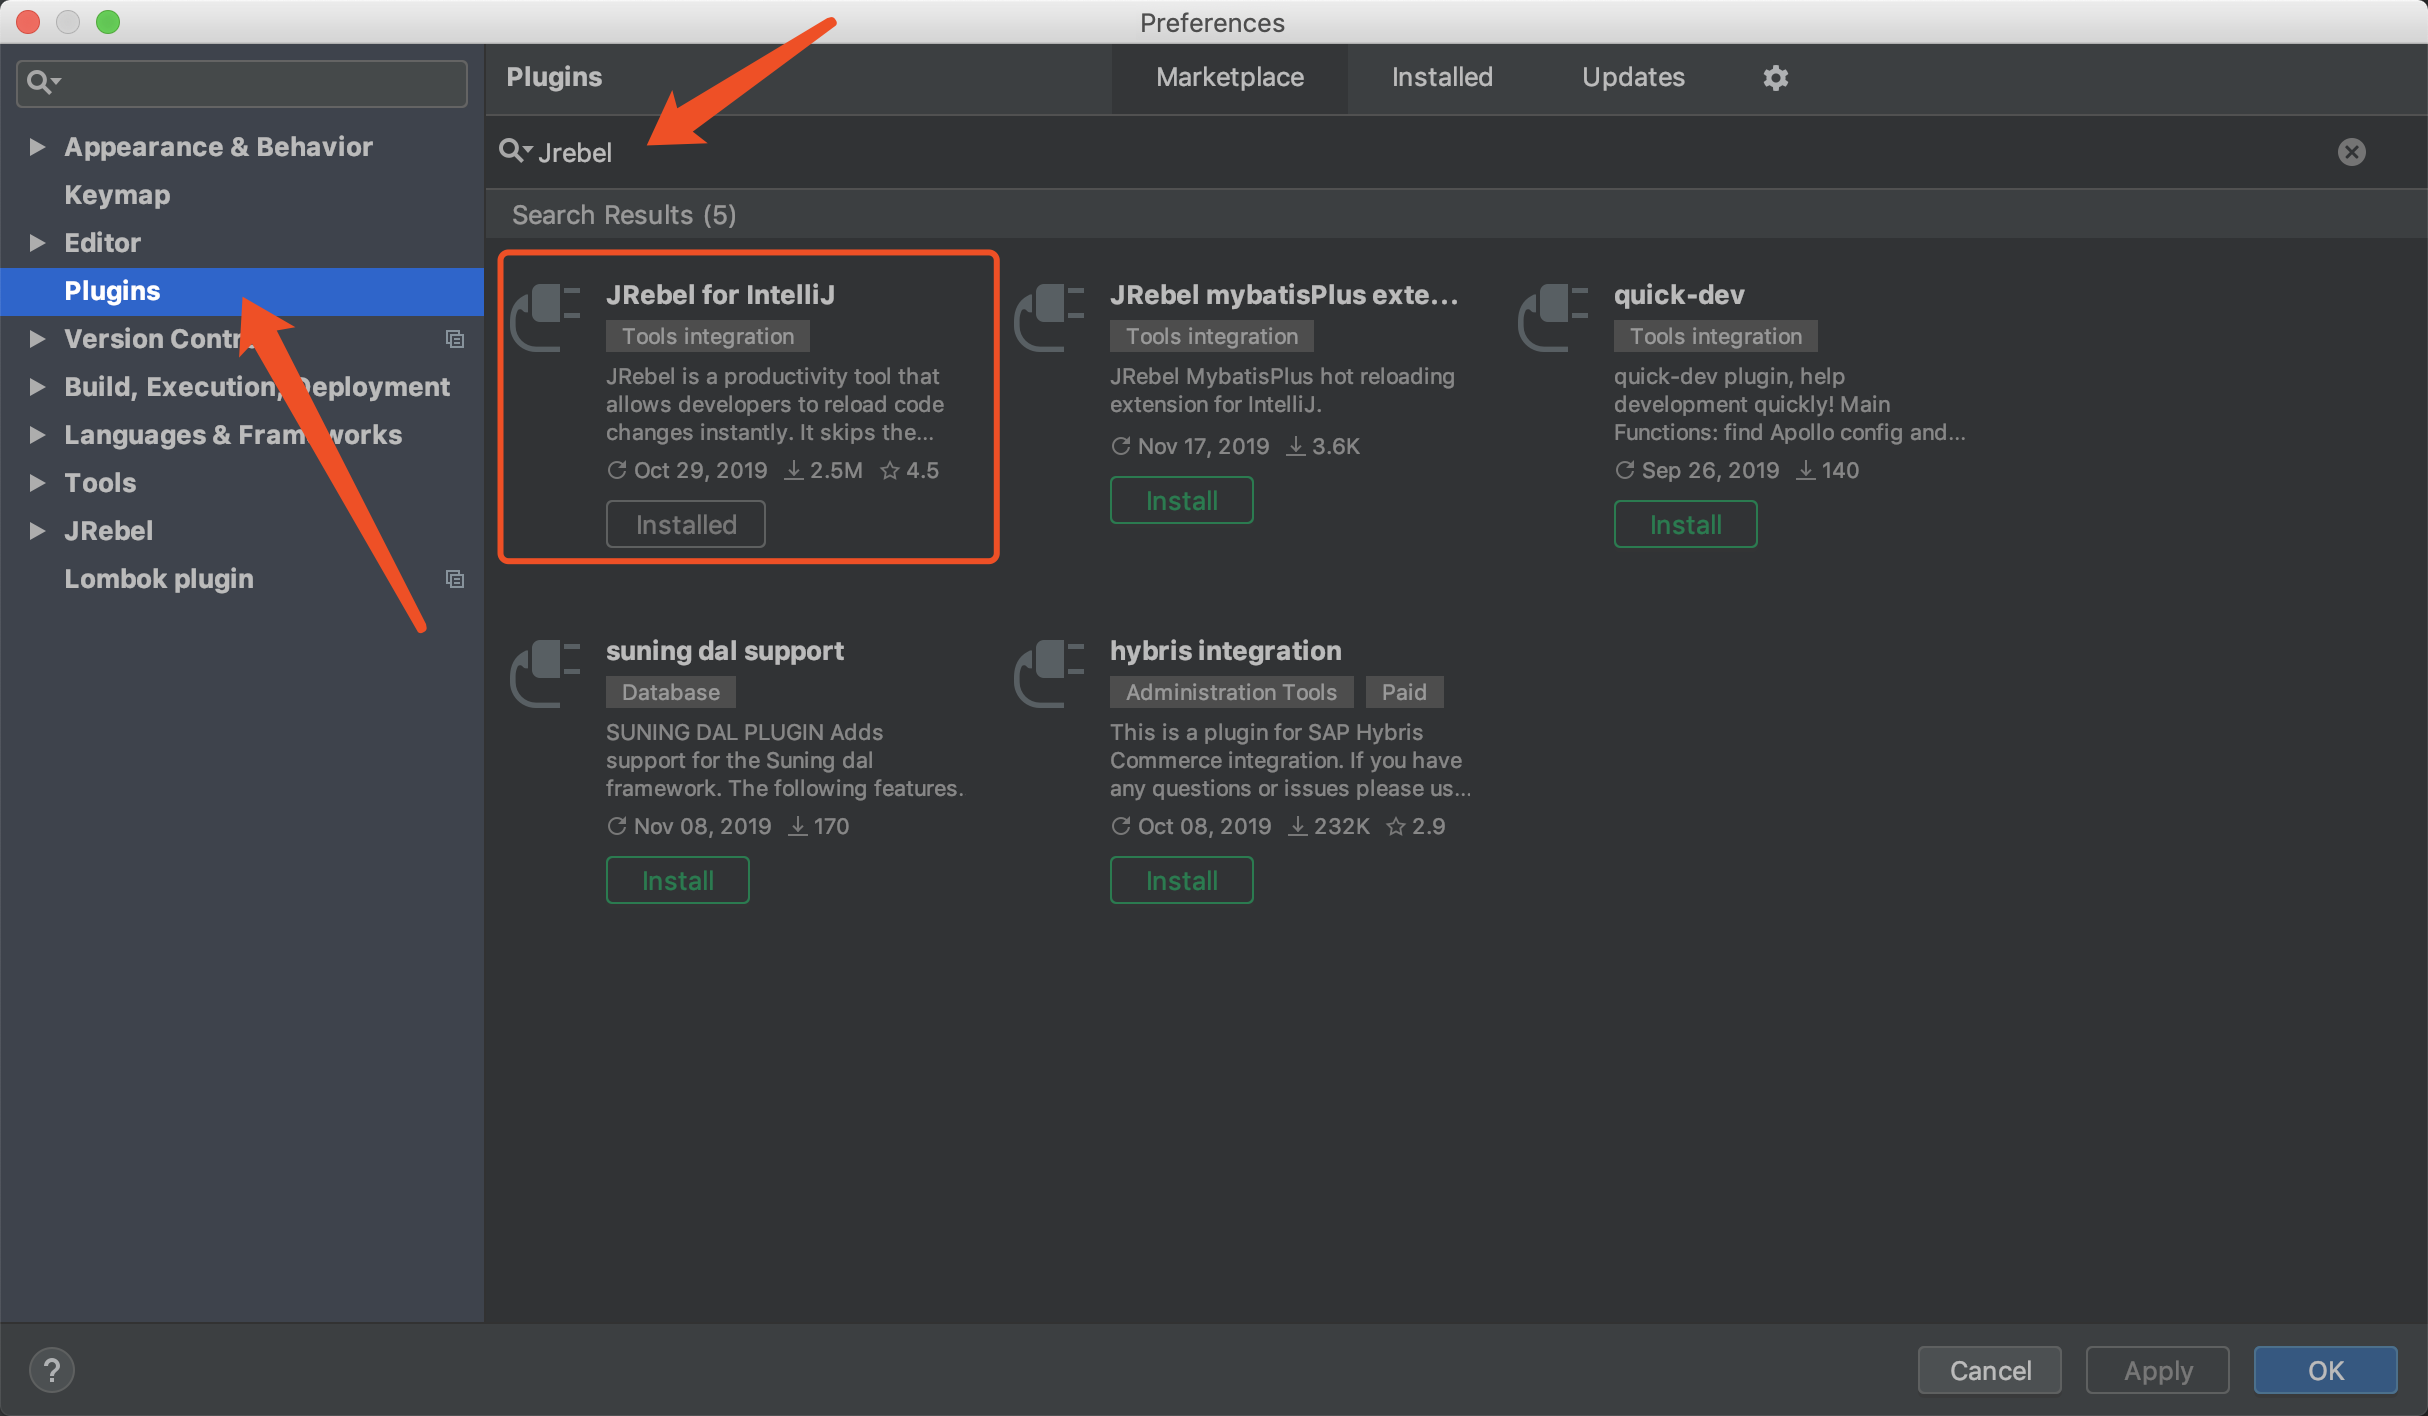 Preferences
Plugins
Marketplace
Installed
Updates
Appearance & Behavior
Keymap
Editor
Plugins
Version Contr
Build, Execution, Deployment
Languages & Frameworks
Tools
JRebel
Lombok plugin
Jrebel
Search Results (5)
JRebel for IntelliJ
Tools integration
JRebel is a productivity tool that
allows developers to reload code
changes instantly. It skips the...
Oct 29, 2019 2.5M 4.5
Installed
JRebel mybatisPlus exte...
Tools integration
JRebel MybatisPlus hot reloading
extension for IntelliJ.
Nov 17, 2019 3.6K
Install
quick-dev
Tools integration
quick-dev plugin, help
development quickly! Main
Functions: find Apollo config and...
Sep 26, 2019 140
Install
suning dal support
Database
SUNING DAL PLUGIN Adds
support for the Suning dal
framework. The following features.
Nov 08, 2019 170
Install
hybris integration
Administration Tools Paid
This is a plugin for SAP Hybris
Commerce integration. If you have
any questions or issues please us...
Oct 08, 2019 232K 2.9
Install
?
Cancel
Apply
OK